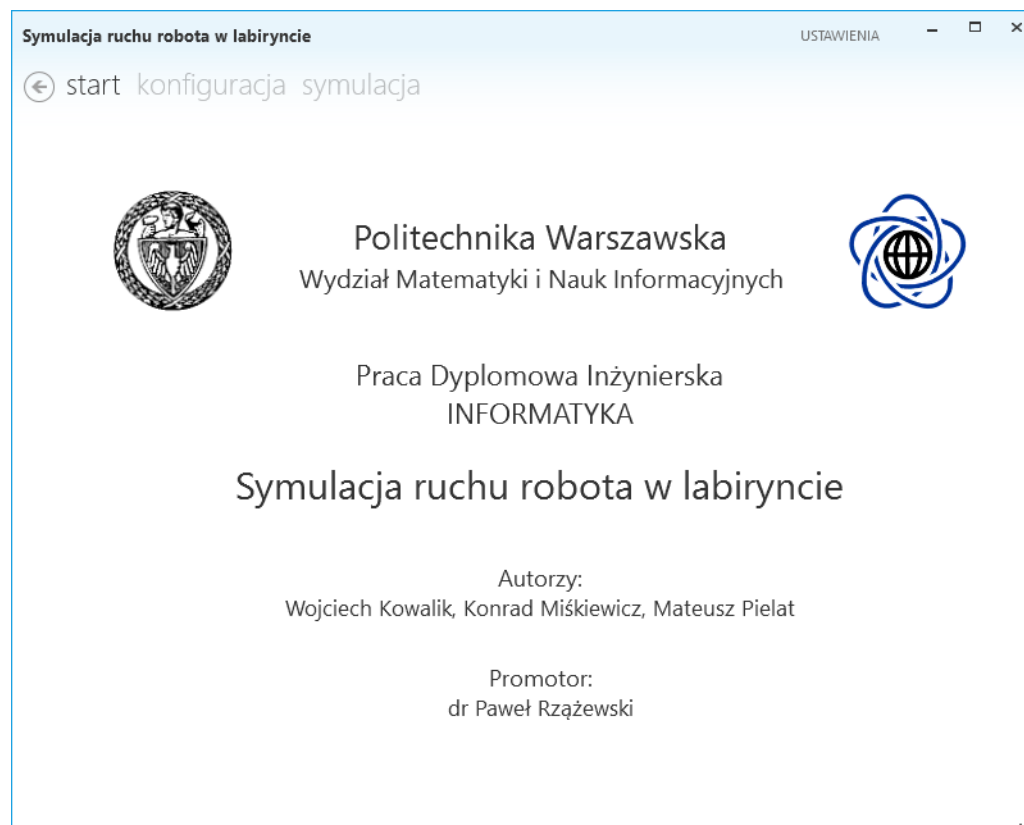 Symulacja ruchu robota w labiryncie
USTAWIENIA
start konfiguracja symulacja
Politechnika Warszawska
Wydział Matematyki i Nauk Informacyjnych
Praca Dyplomowa Inżynierska
INFORMATYKA
Symulacja ruchu robota w labiryncie
Autorzy:
Wojciech Kowalik, Konrad Miśkiewicz, Mateusz Pielat
Promotor:
dr Paweł Rzążewski